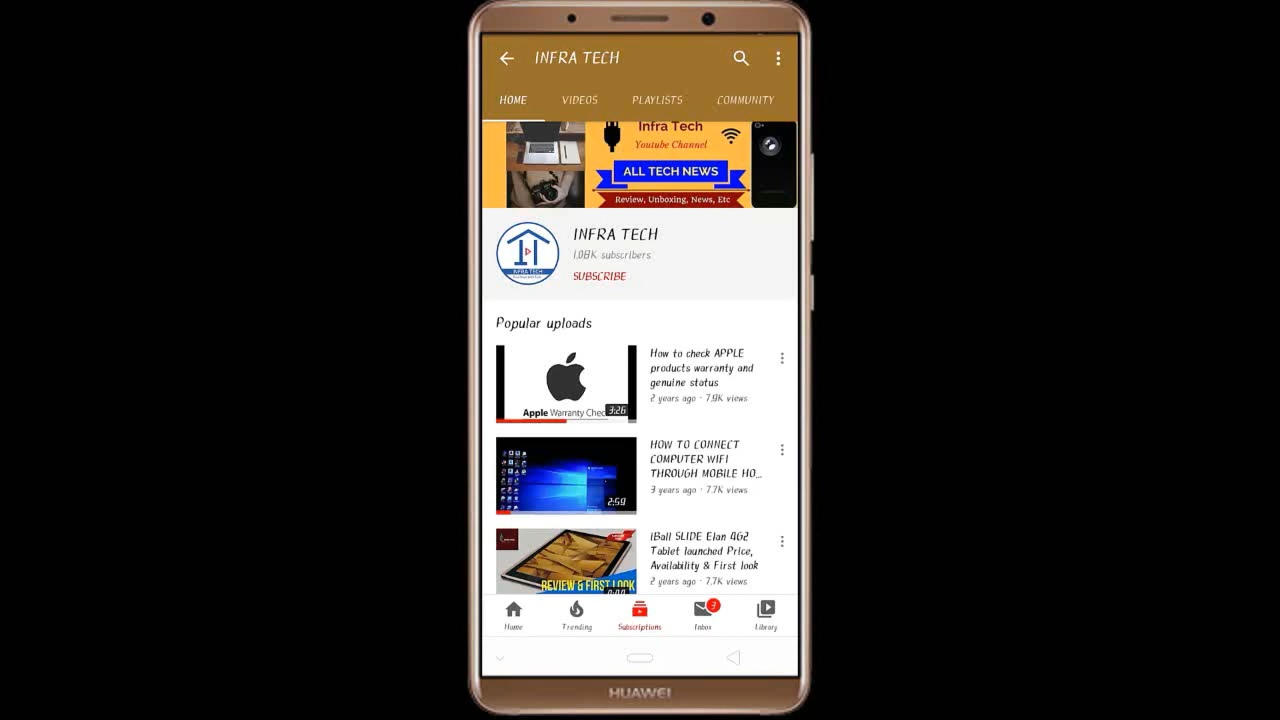 INFRA TECH
HOME VIDEOS PLAYLISTS COMMUNITY
Infra Tech
Youtube Channel
ALL TECH NEWS
Review, Unboxing, News, Etc
INFRA TECH
INFRA TECH
1.08K subscribers
SUBSCRIBE
Popular uploads
How to check APPLE
products warranty and
genuine status
2 years ago · 7.9K views
Apple Warranty Chec
3:26
HOW TO CONNECT
COMPUTER WIFI
THROUGH MOBILE HO...
3 years ago · 7.7K views
2:59
iBall SLIDE Elan 4G2
Tablet launched Price,
Availability & First look
2 years ago · 7.7K views
REVIEW & FIRST LOOK
Home Trending Subscriptions Inbox Library
3
HUAWEI